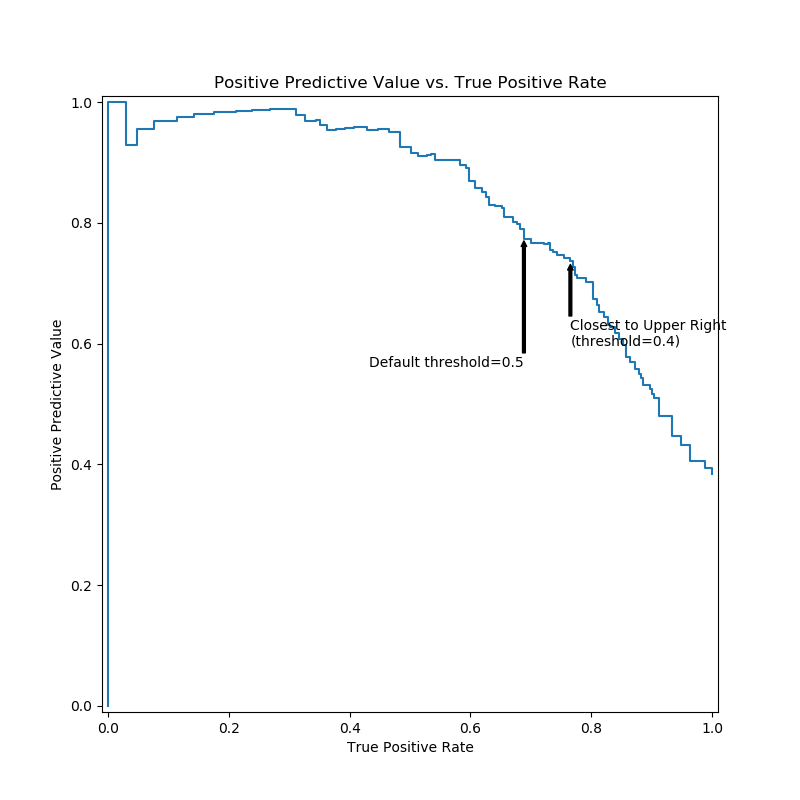 Positive Predictive Value vs. True Positive Rate
1.0
0.8
0.6
0.4
0.2
0.0
Positive Predictive Value
Default threshold=0.5
Closest to Upper Right
(threshold=0.4)
0.0 0.2 0.4 0.6 0.8 1.0
True Positive Rate